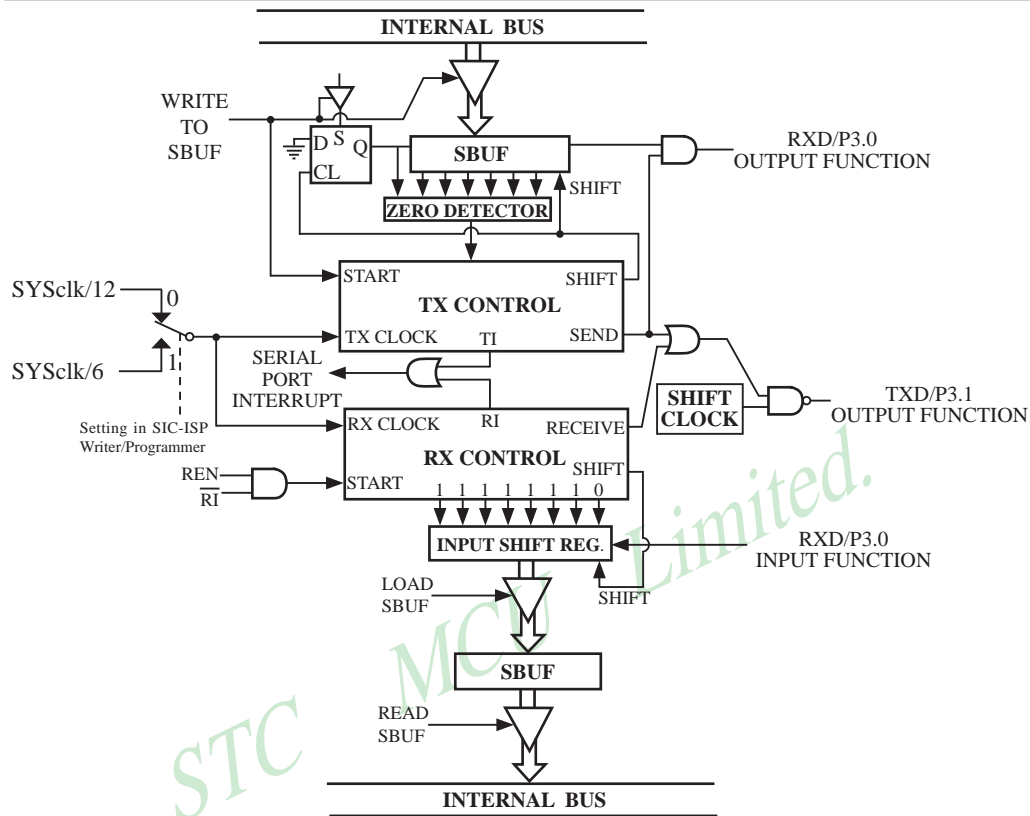 INTERNAL BUS
WRITE
TO
SBUF
D S Q
CL
SBUF
SHIFT
ZERO DETECTOR
RXD/P3.0
OUTPUT FUNCTION
START
SHIFT
TX CONTROL
TX CLOCK
TI
SEND
SYSclk/12
0
SYSclk/6
1
Setting in SIC-ISP
Writer/Programmer
SERIAL
PORT
INTERRUPT
SHIFT
CLOCK
TXD/P3.1
OUTPUT FUNCTION
RX CLOCK
RI
RECEIVE
RX CONTROL
SHIFT
START
1 1 1 1 1 1 1 0
REN
RI
INPUT SHIFT REG.
RXD/P3.0
INPUT FUNCTION
SHIFT
LOAD
SBUF
SBUF
READ
SBUF
INTERNAL BUS
STC MCU Limited.